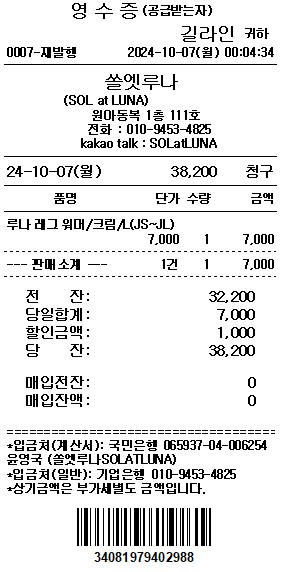 영 수 증 (공급받는자)
길라인 귀하
0007-재발행 2024-10-07(월) 00:04:34
쏠엣루나
(SOL at LUNA)
원아동복 1층 111호
전화 : 010-9453-4825
kakao talk : SOLatLUNA
24-10-07(월) 38,200 청구
품명 단가 수량 금액
루나 레그 워머/크림/L(JS~JL)
7,000 1 7,000
--- 판매 소계 --- 1건 1 7,000
전 잔: 32,200
당일합계: 7,000
할인금액: 1,000
당 잔: 38,200
매입전잔: 0
매입잔액: 0
*입금처(계산서): 국민은행 065937-04-006254
윤영국 (쏠엣루나SOLATLUNA)
*입금처(일반): 기업은행 010-9453-4825
*상기금액은 부가세별도 금액입니다.
34081979402988